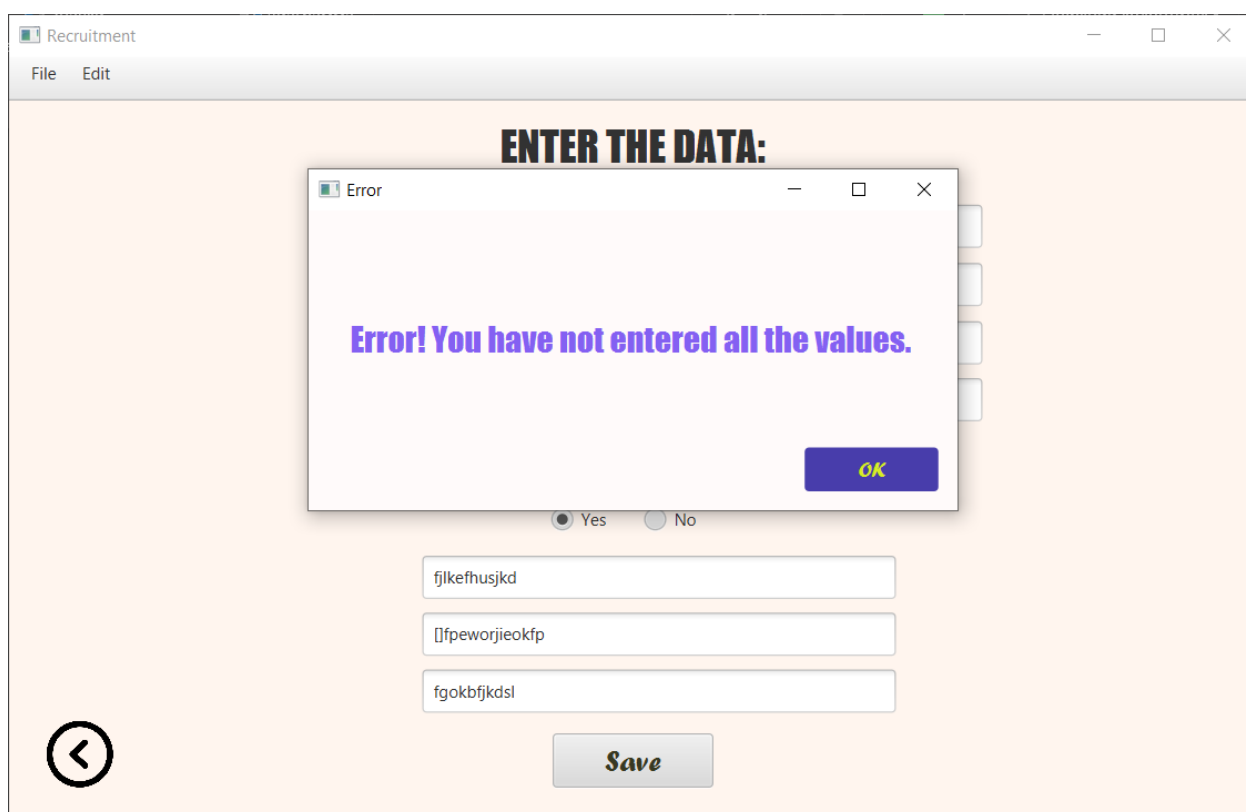 Recruitment
File Edit
ENTER THE DATA:
Error
Error! You have not entered all the values.
OK
Yes No
fjlkefhusjkd
[]fpeworjieokfp
fgokbfjkdsl
Save